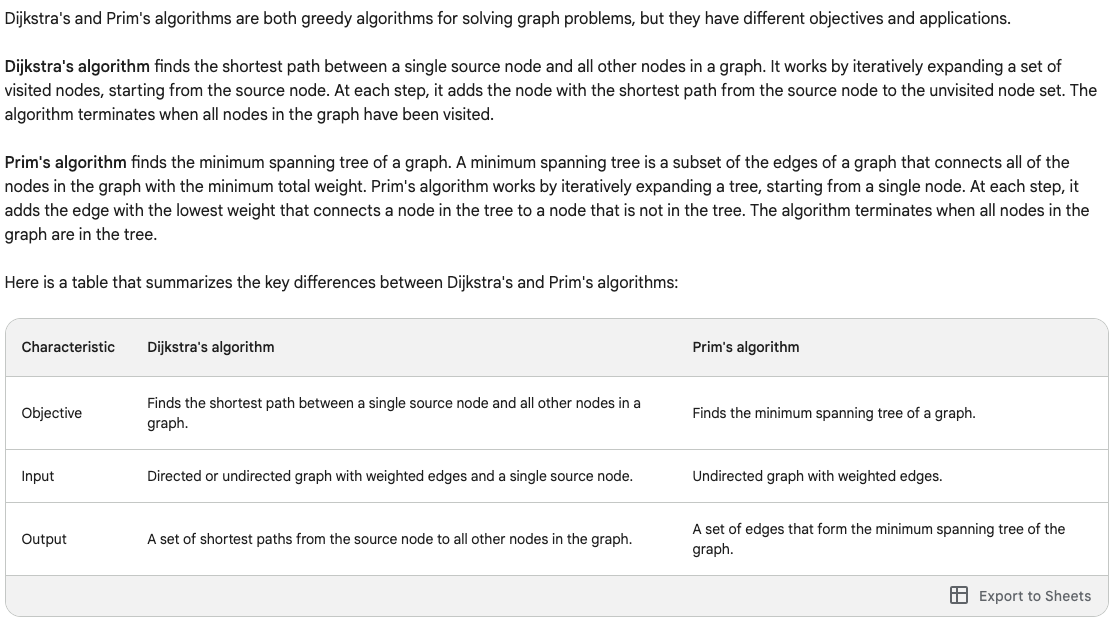 Dijkstra's and Prim's algorithms are both greedy algorithms for solving graph problems, but they have different objectives and applications.
Dijkstra's algorithm finds the shortest path between a single source node and all other nodes in a graph. It works by iteratively expanding a set of
visited nodes, starting from the source node. At each step, it adds the node with the shortest path from the source node to the unvisited node set. The
algorithm terminates when all nodes in the graph have been visited.
Prim's algorithm finds the minimum spanning tree of a graph. A minimum spanning tree is a subset of the edges of a graph that connects all of the
nodes in the graph with the minimum total weight. Prim's algorithm works by iteratively expanding a tree, starting from a single node. At each step, it
adds the edge with the lowest weight that connects a node in the tree to a node that is not in the tree. The algorithm terminates when all nodes in the
graph are in the tree.
Here is a table that summarizes the key differences between Dijkstra's and Prim's algorithms:
Characteristic Dijkstra's algorithm Prim's algorithm
Objective
Finds the shortest path between a single source node and all other nodes in a
graph.
Finds the minimum spanning tree of a graph.
Input Directed or undirected graph with weighted edges and a single source node. Undirected graph with weighted edges.
Output A set of shortest paths from the source node to all other nodes in the graph.
A set of edges that form the minimum spanning tree of the
graph.
Export to Sheets